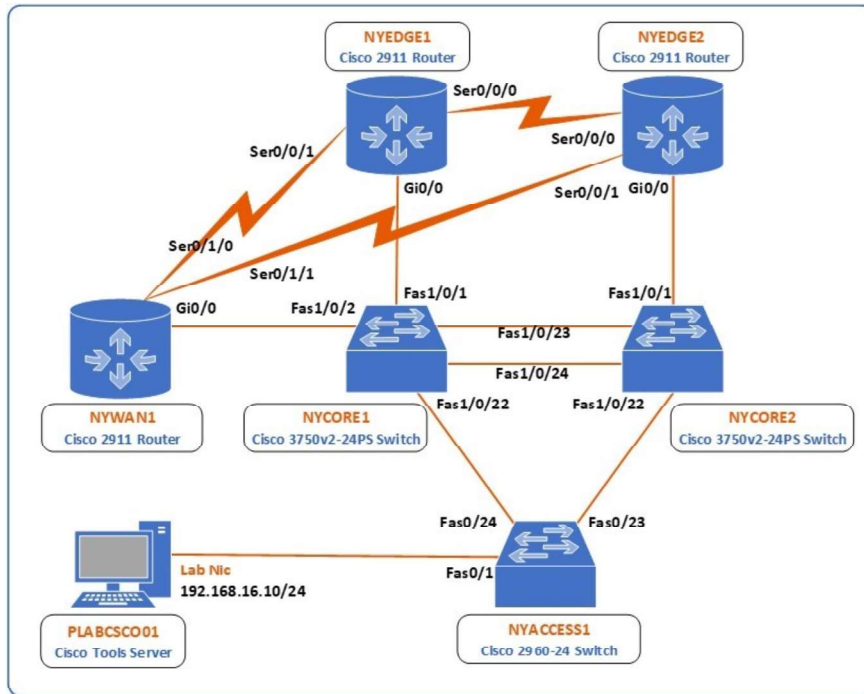 NYEDGE1
Cisco 2911 Router
NYEDGE2
Cisco 2911 Router
Ser0/0/0
Ser0/0/0
Ser0/0/1
Gi0/0
Ser0/0/1
Gi0/0
Ser0/1/0
Ser0/1/1
Gi0/0
Fas1/0/2
Fas1/0/1
Fas1/0/1
Fas1/0/23
Fas1/0/24
Fas1/0/22
Fas1/0/22
NYWAN1
Cisco 2911 Router
NYCORE1
Cisco 3750v2-24PS Switch
NYCORE2
Cisco 3750v2-24PS Switch
Fas0/24
Fas0/23
Lab Nic
Fas0/1
192.168.16.10/24
PLABCSCO01
Cisco Tools Server
NYACCESS1
Cisco 2960-24 Switch